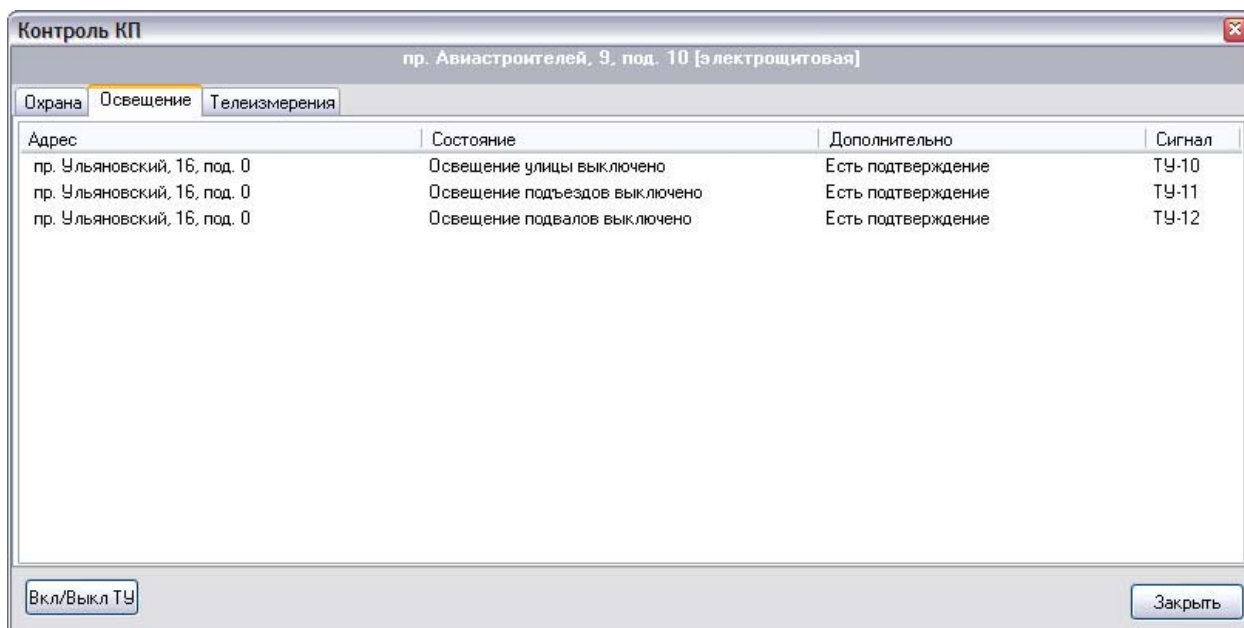 Контроль КП
пр. Авиастроителей, 9, под. 10 [электрощитовая]
Охрана Освещение Телеизмерения
Адрес Состояние Дополнительно Сигнал
пр. Ульяновский, 16, под. 0 Освещение улицы выключено Есть подтверждение ТУ-10
пр. Ульяновский, 16, под. 0 Освещение подъездов выключено Есть подтверждение ТУ-11
пр. Ульяновский, 16, под. 0 Освещение подвалов выключено Есть подтверждение ТУ-12
Вкл/Выкл ТУ Закрыть